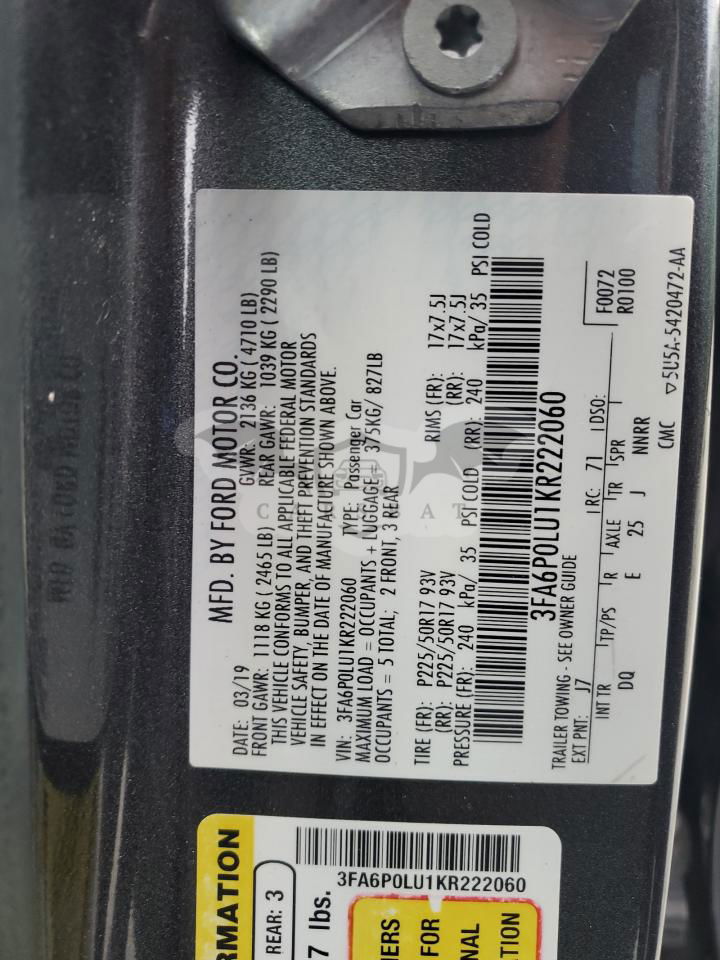 MFD. BY FORD MOTOR CO.
DATE: 03/19 GVWR: 2136 KG ( 4710 LB)
FRONT GAWR: 1118 KG ( 2465 LB) REAR GAWR: 1039 KG ( 2290 LB)
THIS VEHICLE CONFORMS TO ALL APPLICABLE FEDERAL MOTOR
VEHICLE SAFETY, BUMPER, AND THEFT PREVENTION STANDARDS
IN EFFECT ON THE DATE OF MANUFACTURE SHOWN ABOVE.
VIN: 3FA6P0LU1KR222060 TYPE: Passenger Car
MAXIMUM LOAD = OCCUPANTS + LUGGAGE = 375KG/ 827LB
OCCUPANTS = 5 TOTAL; 2 FRONT, 3 REAR
TIRE (FR): P225/50R17 93V RIMS (FR): 17x7.5J
(RR): P225/50R17 93V (RR): 17x7.5J
PRESSURE (FR): 240 kPa/ 35 PSI COLD (RR): 240 kPa/ 35 PSI COLD
3FA6P0LU1KR222060
TRAILER TOWING - SEE OWNER GUIDE
EXT PNT: J7 RC: 71 DSO: F0072
R0100
INT TR TP/PS R AXLE TR SPR
DQ E 25 J NNRR
CMC ▽5U5A-5420472-AA
RMATION
REAR: 3
7 lbs.
3FA6P0LU1KR222060
ERS
FOR
NAL
TION